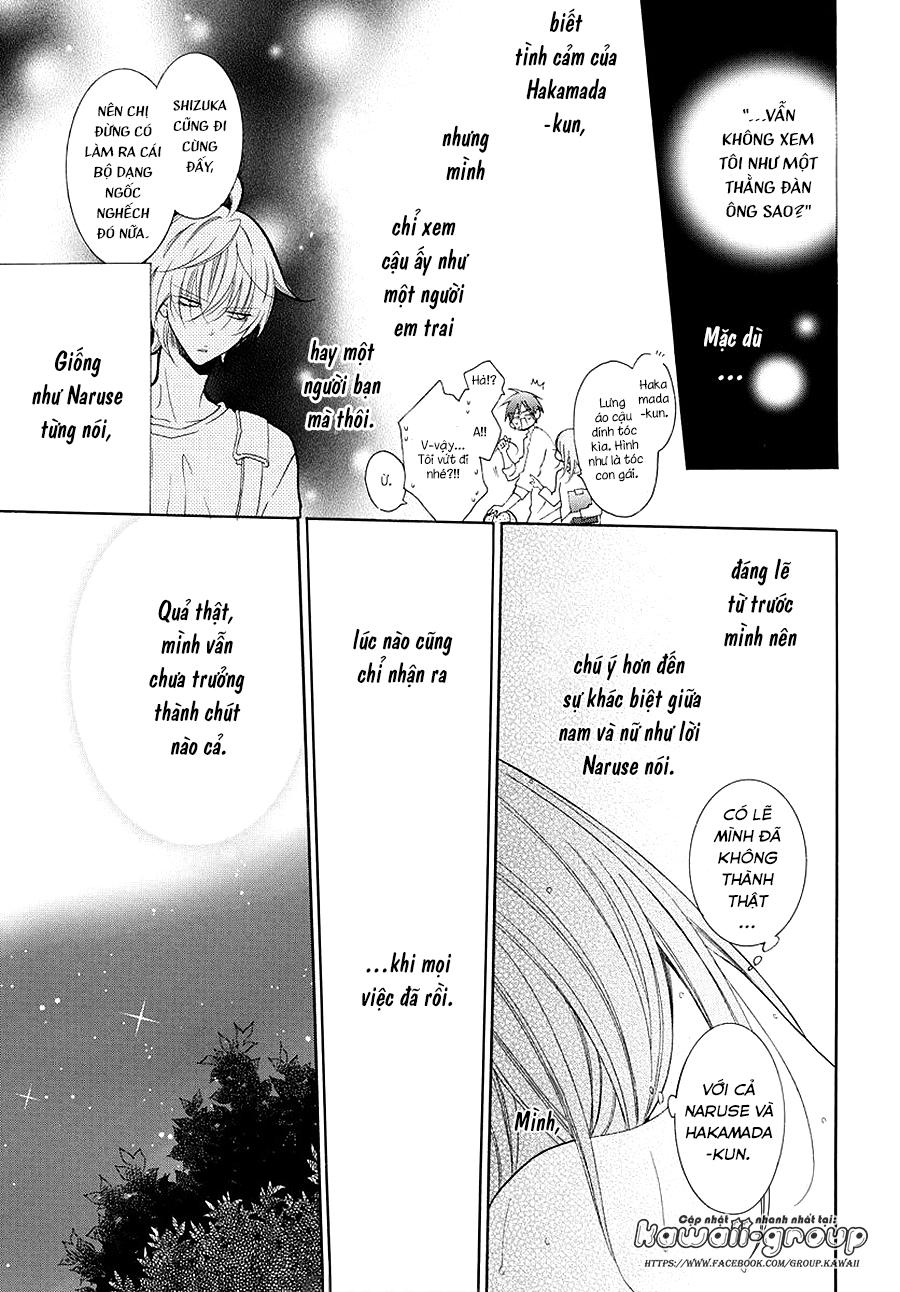 "...VẪN
KHÔNG XEM
TÔI NHƯ MỘT
THẰNG ĐÀN
ÔNG SAO?"
Mặc dù
...
biết
tình cảm của
Hakamada
-kun,
nhưng
mình
chỉ xem
cậu ấy như
một người
em trai
hay một
người bạn
mà thôi.
Haka
mada
-kun.
Lưng
áo cậu
dính tóc
kìa. Hình
như là tóc
con gái.
Há!?
A!!
V-vậy...
Tôi vứt đi
nhé?!!
Ừ.
SHIZUKA
CŨNG ĐI
CÙNG
ĐẤY,
NÊN CHỊ
ĐỪNG CÓ
LÀM RA CÁI
BỘ DẠNG
NGỐC
NGHẾCH
ĐÓ NỮA.
Giống
như Naruse
từng nói,
đáng lẽ
từ trước
mình nên
chú ý hơn đến
sự khác biệt giữa
nam và nữ như lời
Naruse nói.
CÓ LẼ
MÌNH ĐÃ
KHÔNG
THÀNH
THẬT
...
VỚI CẢ
NARUSE VÀ
HAKAMADA
-KUN.
Mình,
lúc nào cũng
chỉ nhận ra
...khi mọi
việc đã rồi.
Quả thật,
mình vẫn
chưa trưởng
thành chút
nào cả.
Cập nhật nhanh nhất tại:
kawaii-group
HTTPS://WWW.FACEBOOK.COM/GROUP.KAWAII